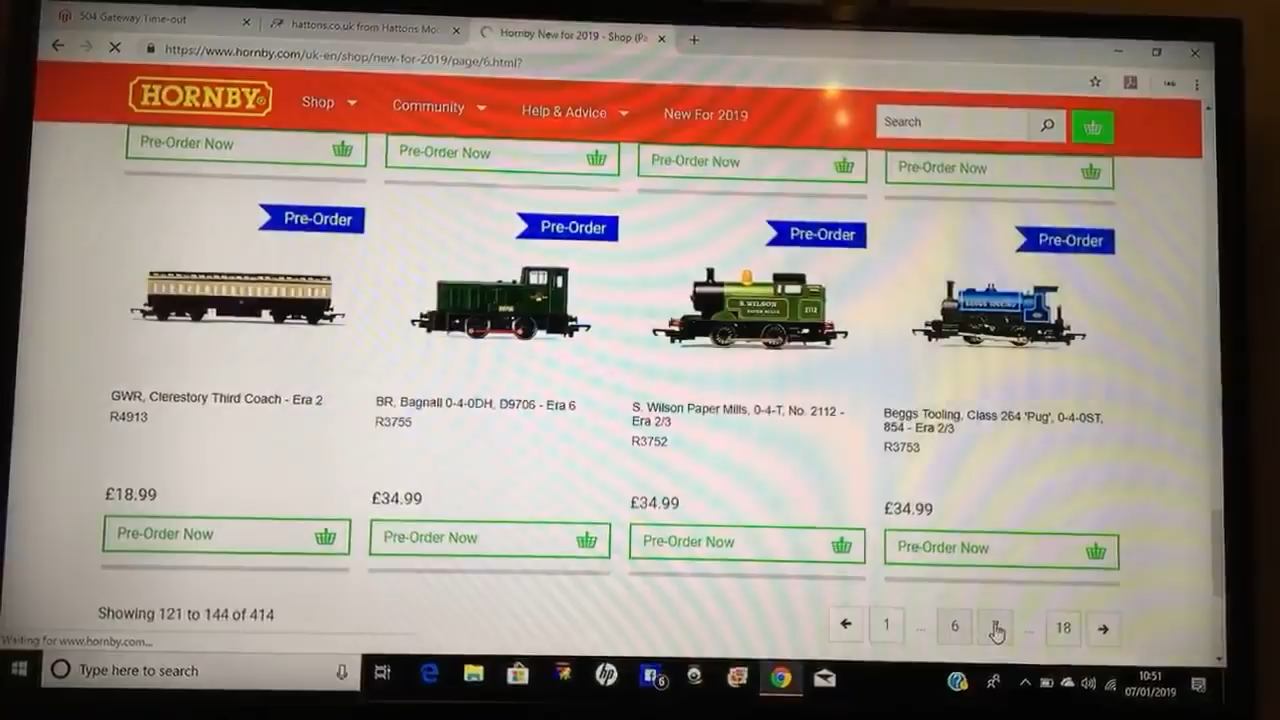 504 Gateway Time-out
hattons.co.uk from Hattons Mo
Hornby New for 2019 - Shop (Pa
https://www.hornby.com/uk-en/shop/new-for-2019/page/6.html?
HORNBY
Shop
Community
Help & Advice
New For 2019
Search
Pre-Order Now
Pre-Order Now
Pre-Order Now
Pre-Order Now
Pre-Order
Pre-Order
Pre-Order
Pre-Order
S. WILSON
PAPER MILLS
2112
GWR, Clerestory Third Coach - Era 2
R4913
BR, Bagnall 0-4-0DH, D9706 - Era 6
R3755
S. Wilson Paper Mills, 0-4-T, No. 2112 -
Era 2/3
R3752
Beggs Tooling, Class 264 'Pug', 0-4-0ST,
854 - Era 2/3
R3753
£18.99
£34.99
£34.99
£34.99
Pre-Order Now
Pre-Order Now
Pre-Order Now
Pre-Order Now
Showing 121 to 144 of 414
1 ... 6 ... 18
Waiting for www.hornby.com...
Type here to search
hp
6
10:51
07/01/2019